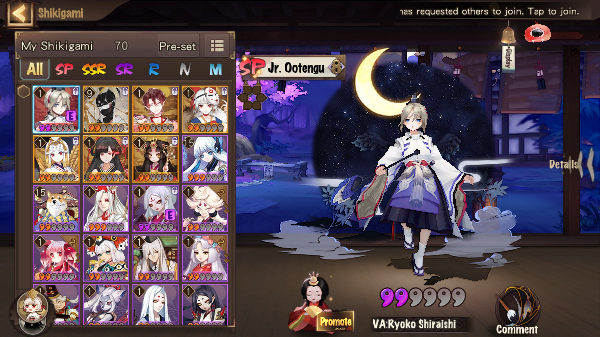 Shikigami
has requested others to join. Tap to join.
My Shikigami 70 Pre-set
All SP SSR SR R N M
SP Jr. Ootengu
Display
Details
Promote
VA:Ryoko Shiraishi
Comment